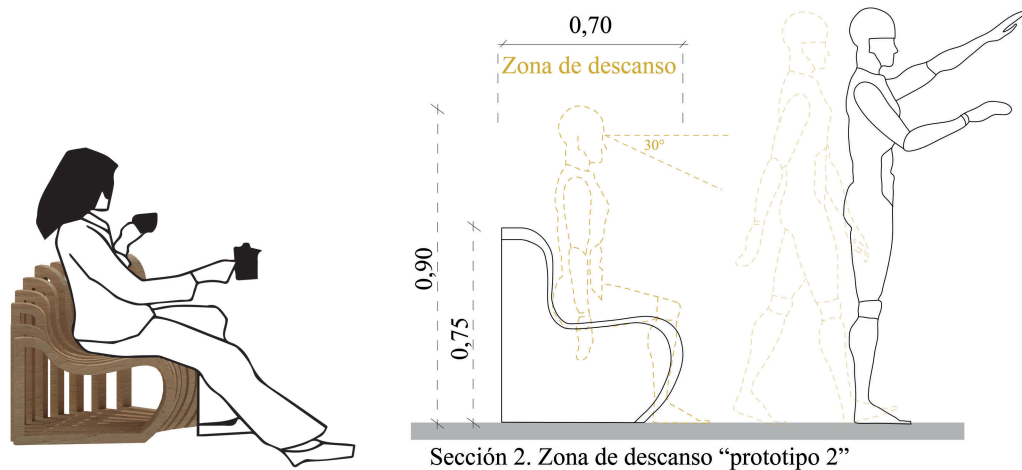 0,70
Zona de descanso
30°
0,90
0,75
Sección 2. Zona de descanso “prototipo 2”